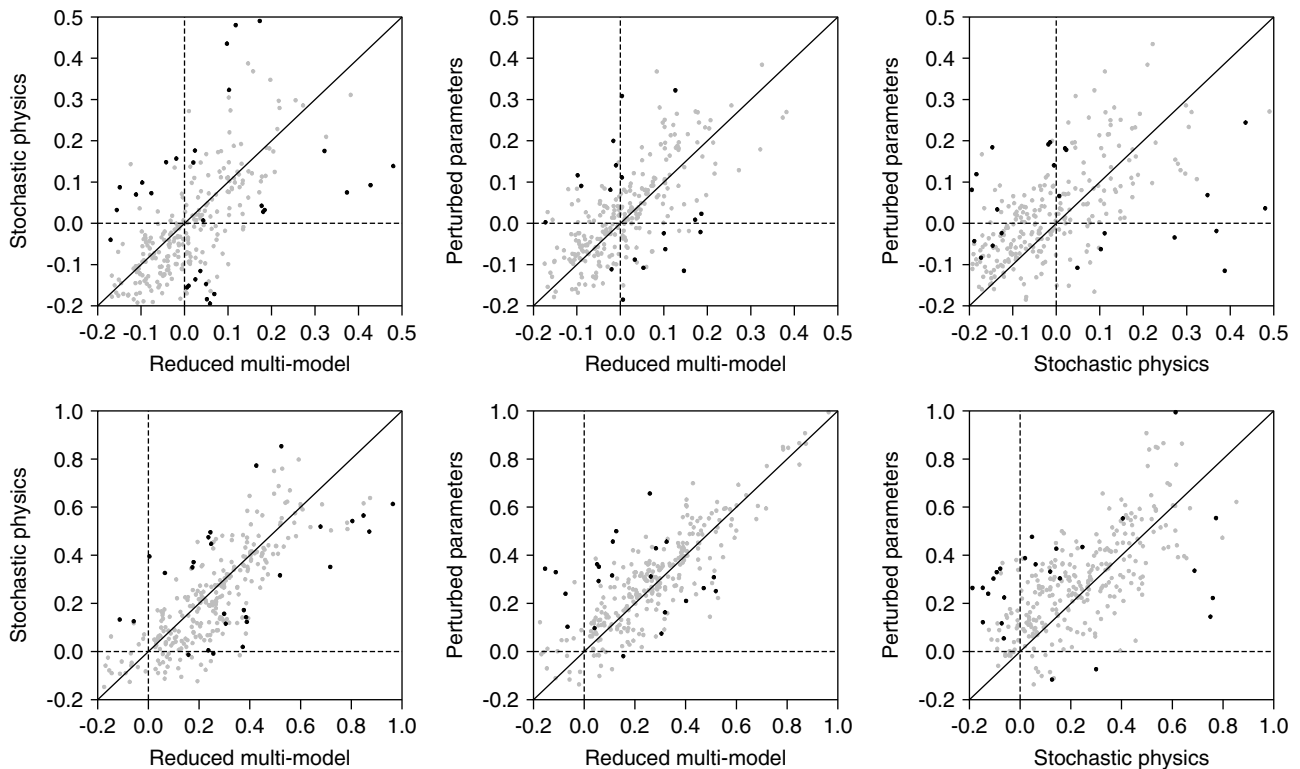 0.5 0.5 0.5
0.4 0.4 0.4
0.3 0.3 0.3
0.2 0.2 0.2
0.1 0.1 0.1
0.0 0.0 0.0
-0.1 -0.1 -0.1
-0.2 -0.2 -0.2
Stochastic physics
Perturbed parameters
Perturbed parameters
-0.2 -0.1 0.0 0.1 0.2 0.3 0.4 0.5 -0.2 -0.1 0.0 0.1 0.2 0.3 0.4 0.5 -0.2 -0.1 0.0 0.1 0.2 0.3 0.4 0.5
Reduced multi-model Reduced multi-model Stochastic physics
1.0 1.0 1.0
0.8 0.8 0.8
0.6 0.6 0.6
0.4 0.4 0.4
0.2 0.2 0.2
0.0 0.0 0.0
-0.2 -0.2 -0.2
Stochastic physics
Perturbed parameters
Perturbed parameters
-0.2 0.0 0.2 0.4 0.6 0.8 1.0 -0.2 0.0 0.2 0.4 0.6 0.8 1.0 -0.2 0.0 0.2 0.4 0.6 0.8 1.0
Reduced multi-model Reduced multi-model Stochastic physics